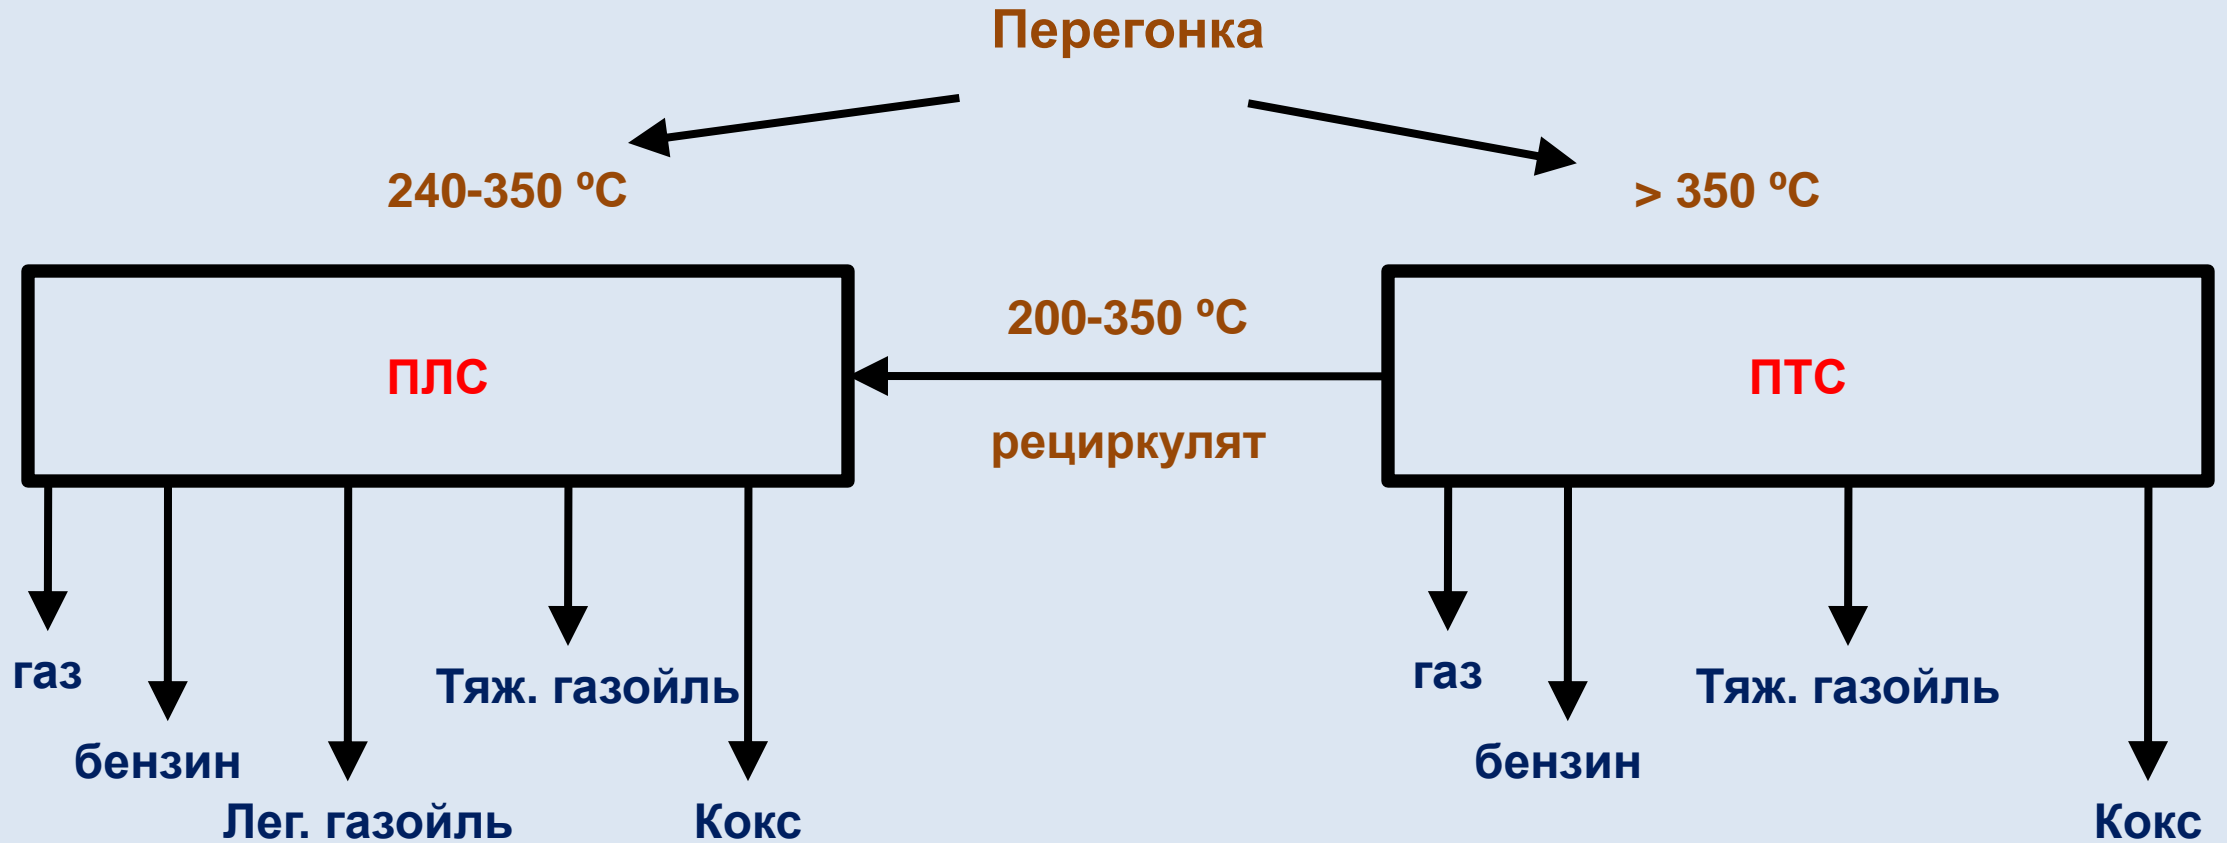 Перегонка
240-350 ºC
> 350 ºC
200-350 ºC
ПЛС
ПТС
рециркулят
газ
Тяж. газойль
бензин
Лег. газойль
Кокс
газ
Тяж. газойль
бензин
Кокс